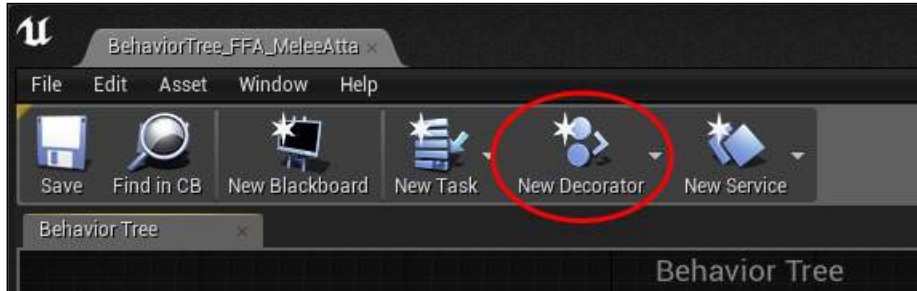 BehaviorTree_FFA_MeleeAtta
File Edit Asset Window Help
Save Find in CB New Blackboard New Task New Decorator New Service
Behavior Tree
Behavior Tree